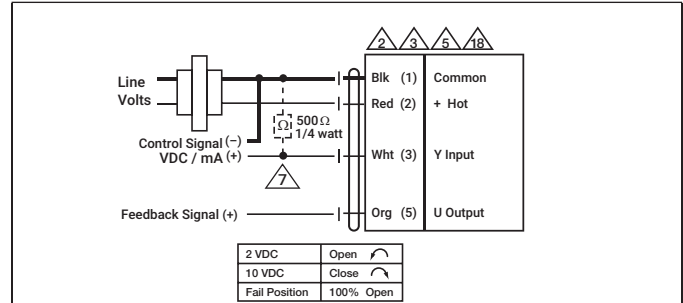 2 3 5 18
Line
Volts
Blk (1) Common
Red (2) + Hot
Ω 500Ω
1/4 watt
Control Signal (−)
VDC / mA (+)
Wht (3) Y Input
7
Feedback Signal (+)
Org (5) U Output
2 VDC Open
10 VDC Close
Fail Position 100% Open